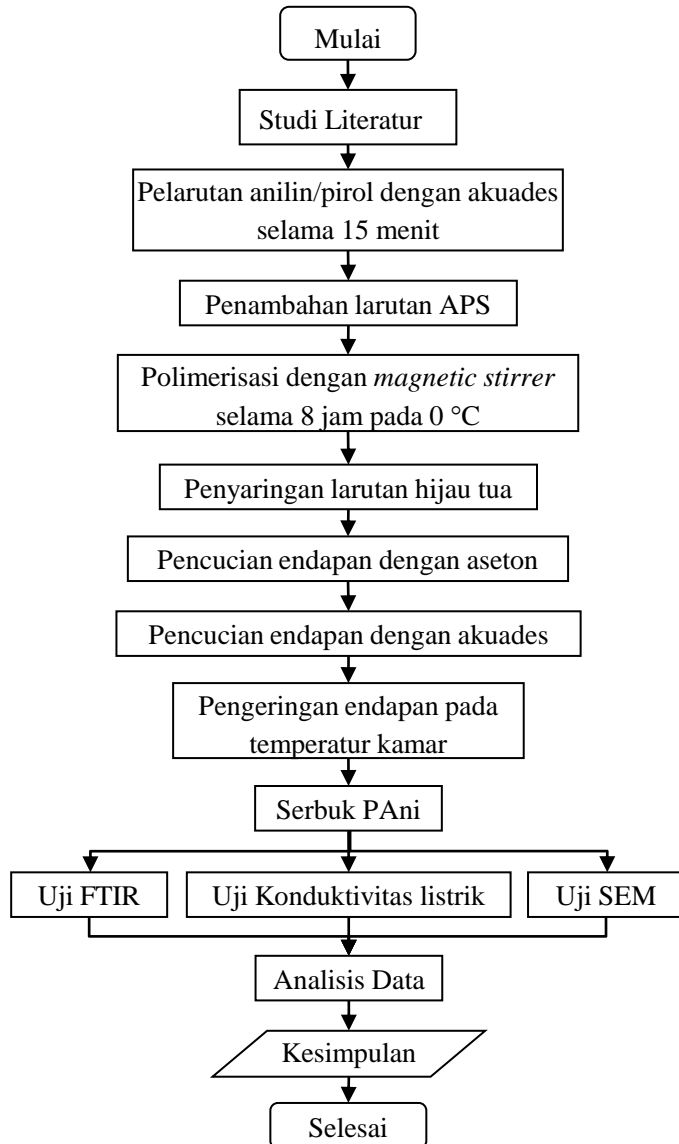 Mulai
Studi Literatur
Pelarutan anilin/pirol dengan akuades
selama 15 menit
Penambahan larutan APS
Polimerisasi dengan magnetic stirrer
selama 8 jam pada 0 °C
Penyaringan larutan hijau tua
Pencucian endapan dengan aseton
Pencucian endapan dengan akuades
Pengeringan endapan pada
temperatur kamar
Serbuk PAni
Uji FTIR
Uji Konduktivitas listrik
Uji SEM
Analisis Data
Kesimpulan
Selesai